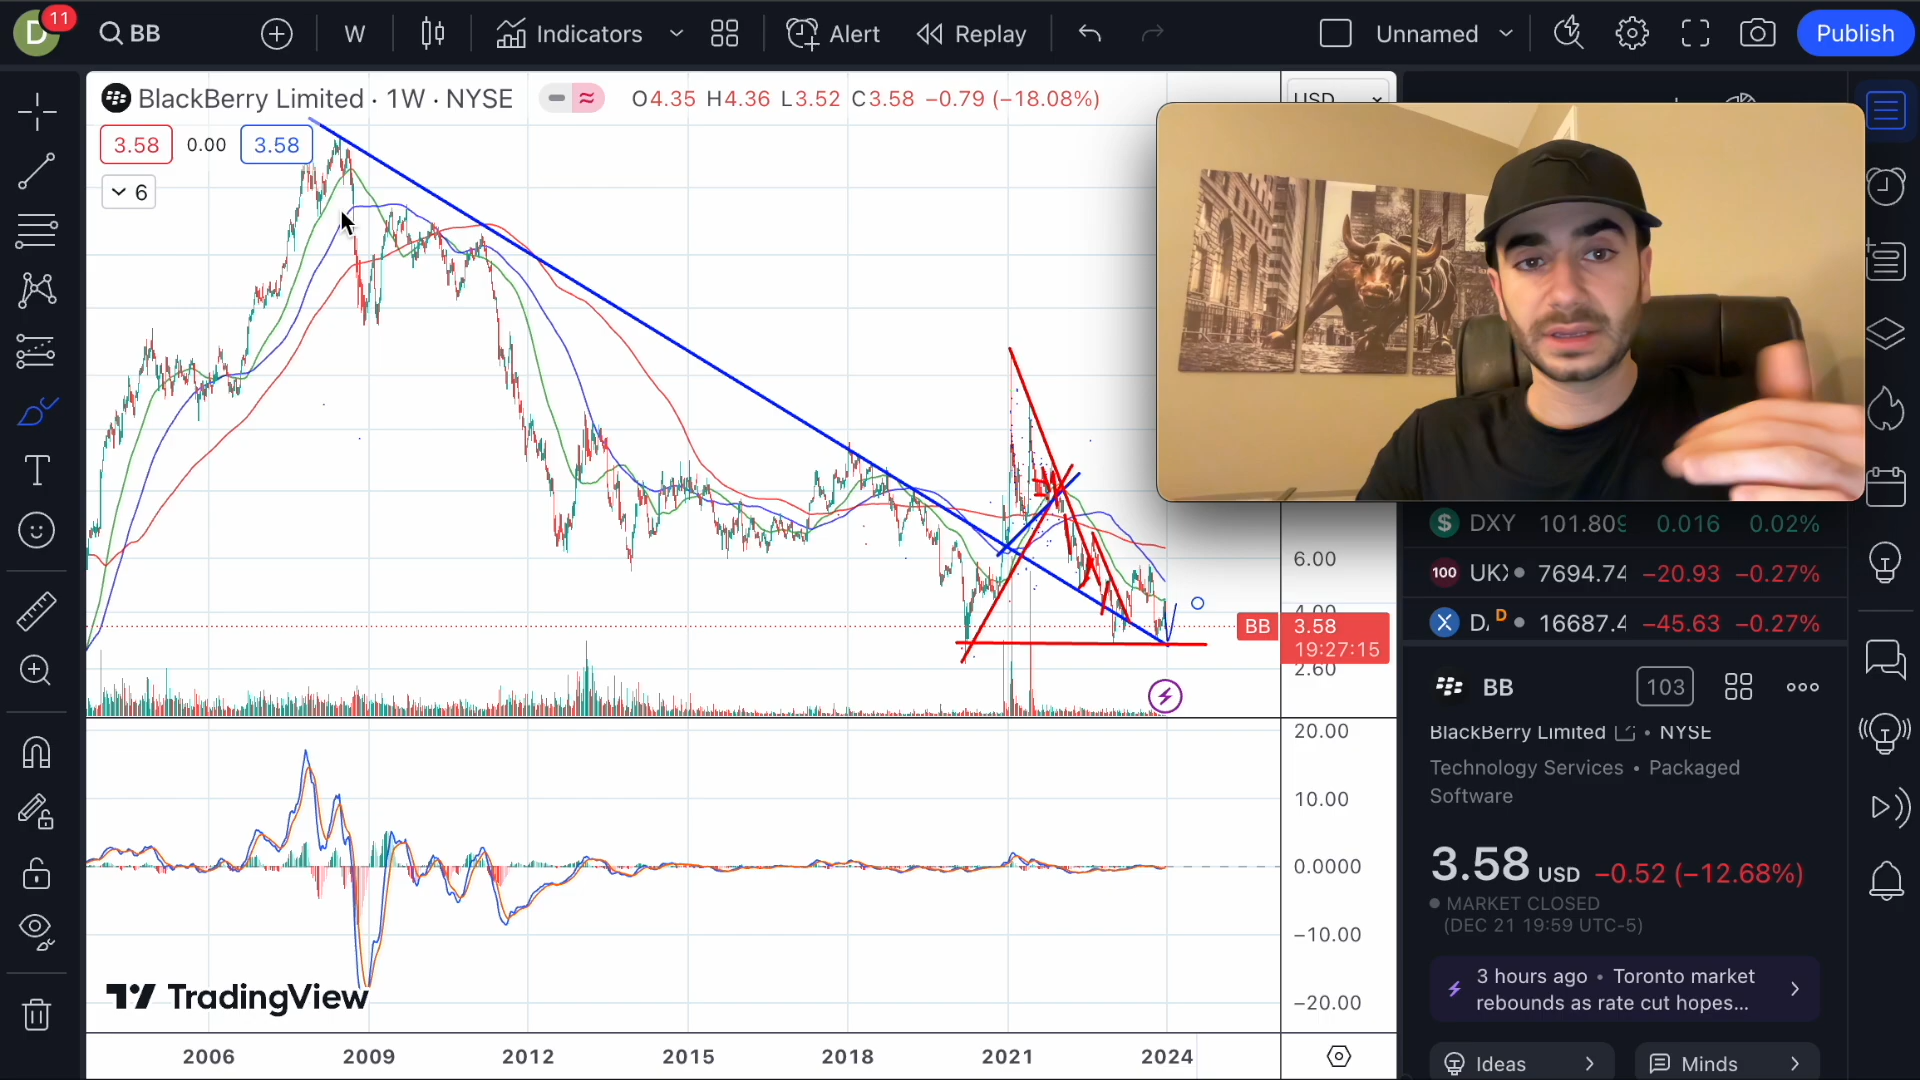 D
11
BB
W
Indicators
Alert
Replay
Unnamed
Publish
BlackBerry Limited · 1W · NYSE
O4.35 H4.36 L3.52 C3.58 −0.79 (−18.08%)
USD
3.58
0.00
3.58
6
6.00
4.00
BB
3.58
19:27:15
2.60
20.00
10.00
0.0000
−10.00
−20.00
TradingView
2006 2009 2012 2015 2018 2021 2024
$ DXY 101.809 0.016 0.02%
100 UKX 7694.74 −20.93 −0.27%
X D 16687.4 −45.63 −0.27%
BB
103
BlackBerry Limited • NYSE
Technology Services • Packaged
Software
3.58 USD −0.52 (−12.68%)
MARKET CLOSED
(DEC 21 19:59 UTC-5)
3 hours ago • Toronto market
rebounds as rate cut hopes...
Ideas
Minds